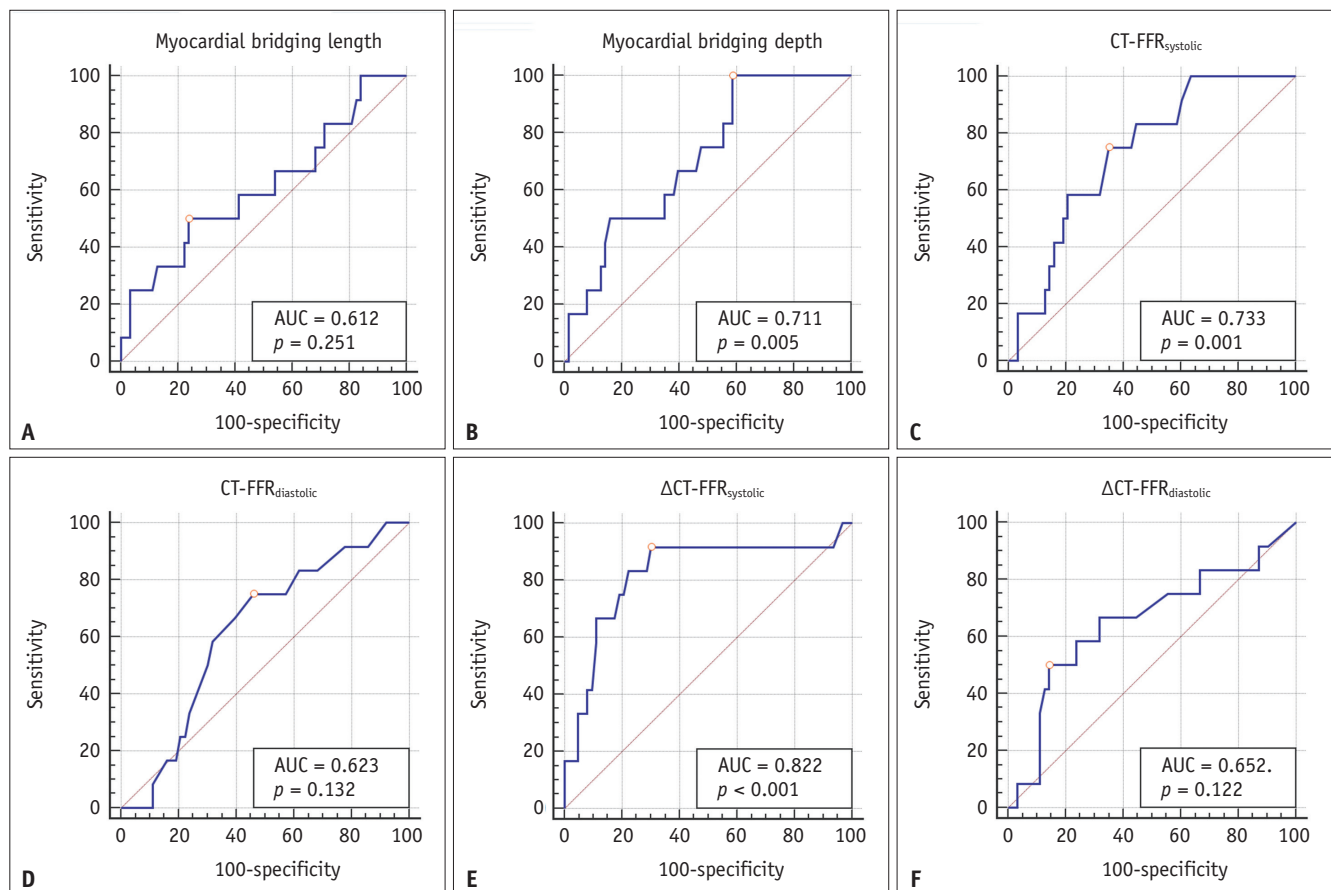 Myocardial bridging length
100
80
60
40
20
0
Sensitivity
AUC = 0.612
p = 0.251
0 20 40 60 80 100
100-specificity
A
Myocardial bridging depth
100
80
60
40
20
0
Sensitivity
AUC = 0.711
p = 0.005
0 20 40 60 80 100
100-specificity
B
CT-FFRsystolic
100
80
60
40
20
0
Sensitivity
AUC = 0.733
p = 0.001
0 20 40 60 80 100
100-specificity
C
CT-FFRdiastolic
100
80
60
40
20
0
Sensitivity
AUC = 0.623
p = 0.132
0 20 40 60 80 100
100-specificity
D
ΔCT-FFRsystolic
100
80
60
40
20
0
Sensitivity
AUC = 0.822
p < 0.001
0 20 40 60 80 100
100-specificity
E
ΔCT-FFRdiastolic
100
80
60
40
20
0
Sensitivity
AUC = 0.652.
p = 0.122
0 20 40 60 80 100
100-specificity
F